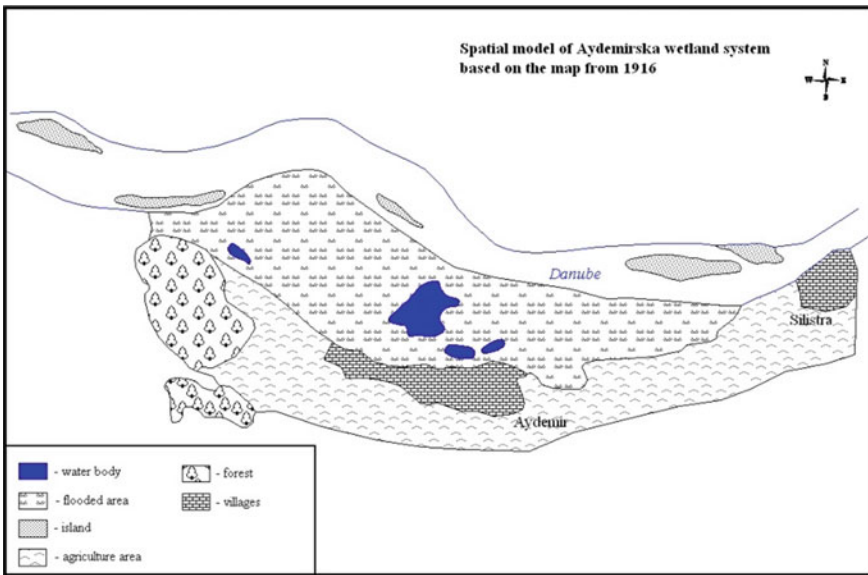 Spatial model of Aydemirska wetland system
based on the map from 1916
N
W E
S
Danube
Silistra
Aydemir
- water body
- flooded area
- island
- agriculture area
- forest
- villages